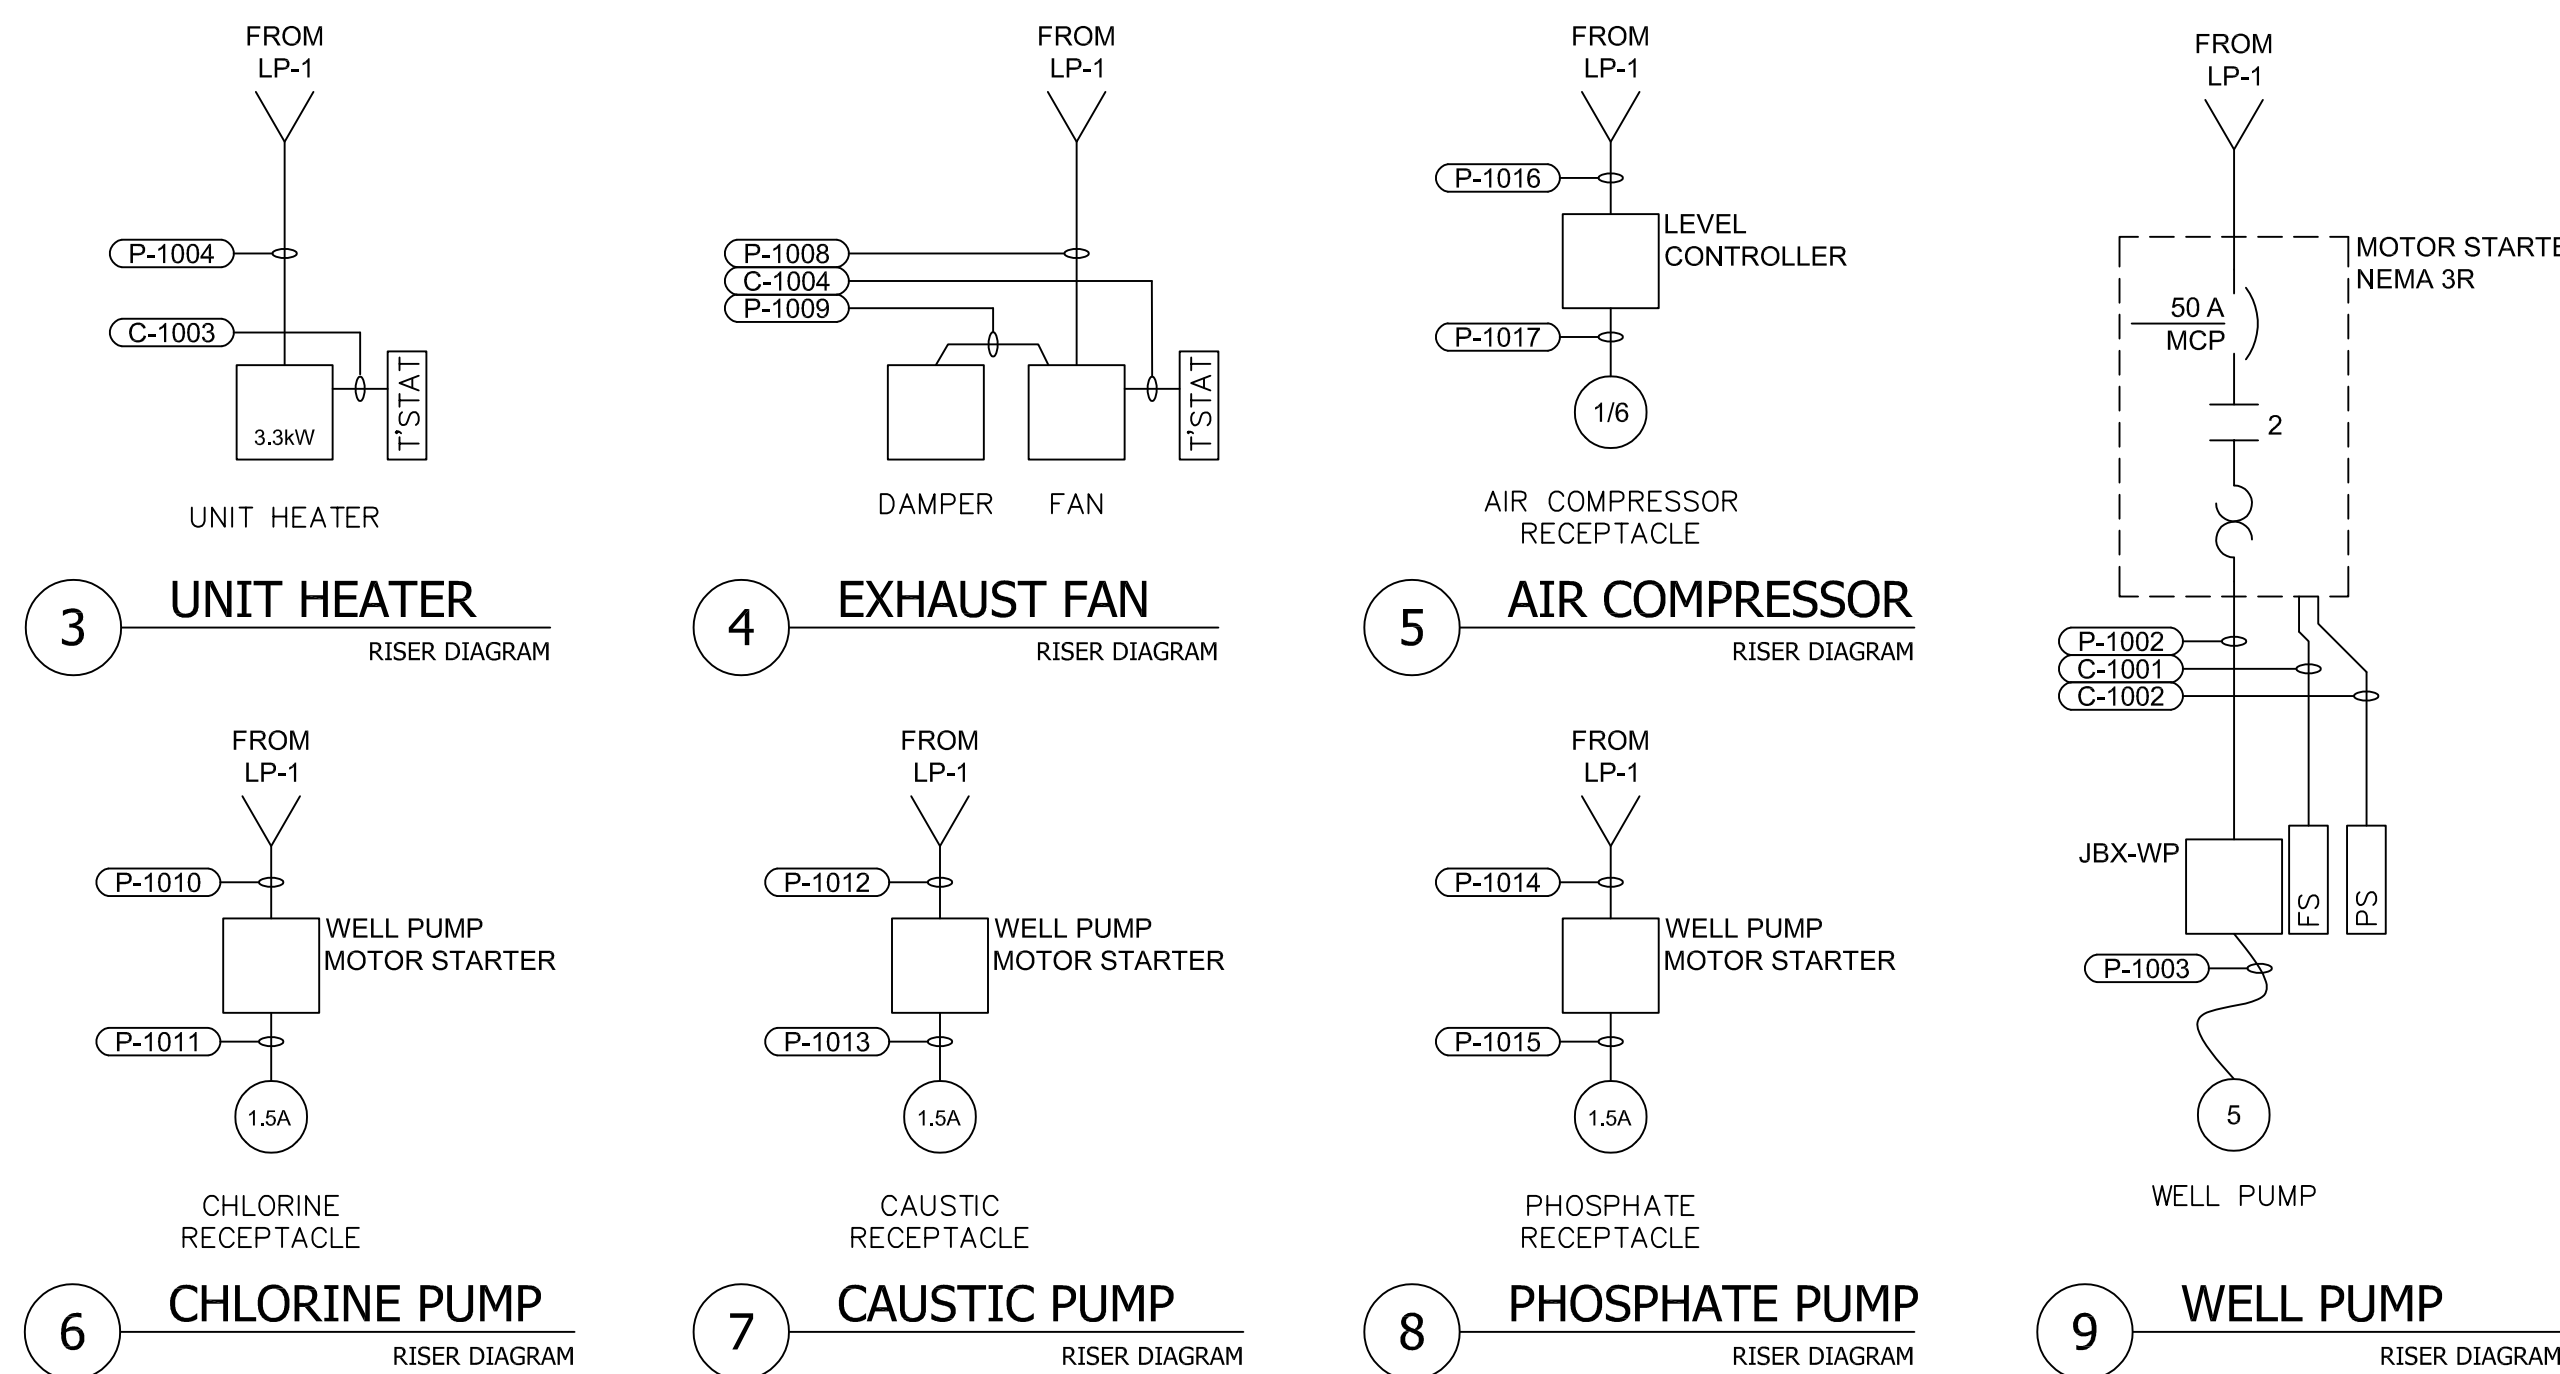 FROM
LP-1
P-1004
C-1003
3.3kW
T'STAT
UNIT HEATER
3
UNIT HEATER
RISER DIAGRAM
FROM
LP-1
P-1008
C-1004
P-1009
T'STAT
DAMPER
FAN
4
EXHAUST FAN
RISER DIAGRAM
FROM
LP-1
P-1016
LEVEL
CONTROLLER
P-1017
1/6
AIR COMPRESSOR
RECEPTACLE
5
AIR COMPRESSOR
RISER DIAGRAM
FROM
LP-1
P-1010
WELL PUMP
MOTOR STARTER
P-1011
1.5A
CHLORINE
RECEPTACLE
6
CHLORINE PUMP
RISER DIAGRAM
FROM
LP-1
P-1012
WELL PUMP
MOTOR STARTER
P-1013
1.5A
CAUSTIC
RECEPTACLE
7
CAUSTIC PUMP
RISER DIAGRAM
FROM
LP-1
P-1014
WELL PUMP
MOTOR STARTER
P-1015
1.5A
PHOSPHATE
RECEPTACLE
8
PHOSPHATE PUMP
RISER DIAGRAM
FROM
LP-1
MOTOR STARTE
NEMA 3R
50 A
MCP
2
P-1002
C-1001
C-1002
JBX-WP
FS
PS
P-1003
5
WELL PUMP
9
WELL PUMP
RISER DIAGRAM